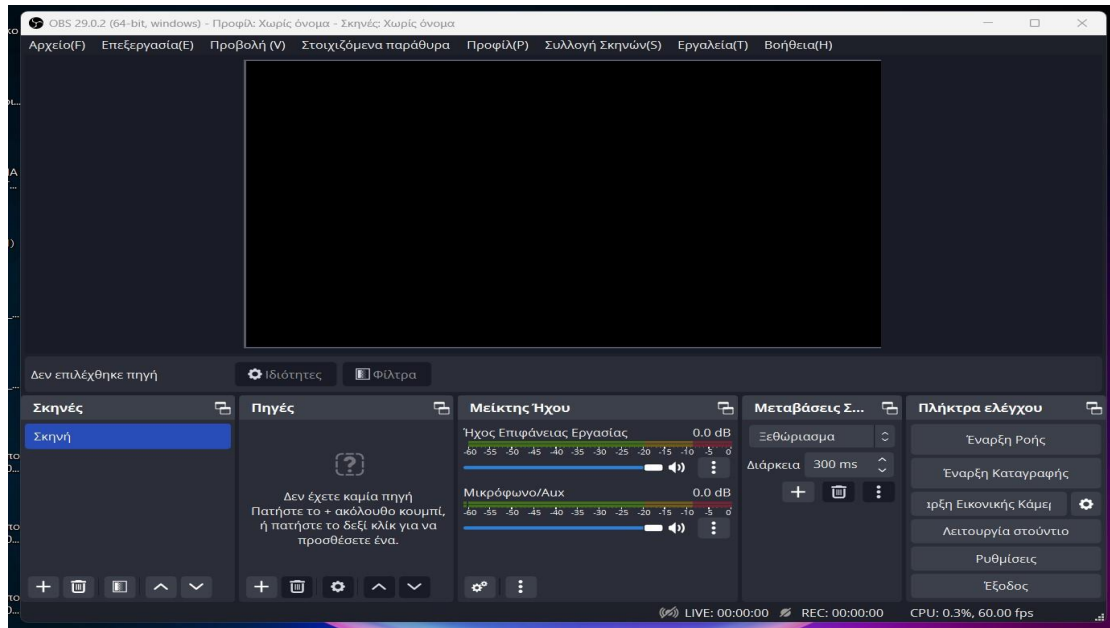 OBS 29.0.2 (64-bit, windows) - Προφίλ: Χωρίς όνομα - Σκηνές: Χωρίς όνομα
Αρχείο(F) Επεξεργασία(E) Προβολή (V) Στοιχιζόμενα παράθυρα Προφίλ(P) Συλλογή Σκηνών(S) Εργαλεία(T) Βοήθεια(H)
Δεν επιλέχθηκε πηγή Ιδιότητες Φίλτρα
Σκηνές
Σκηνή
Πηγές
Δεν έχετε καμία πηγή
Πατήστε το + ακόλουθο κουμπί,
ή πατήστε το δεξί κλίκ για να
προσθέσετε ένα.
Μείκτης Ήχου
Ήχος Επιφάνειας Εργασίας 0.0 dB
-60 -55 -50 -45 -40 -35 -30 -25 -20 -15 -10 -5 0
Μικρόφωνο/Aux 0.0 dB
-60 -55 -50 -45 -40 -35 -30 -25 -20 -15 -10 -5 0
Μεταβάσεις Σ...
Ξεθώριασμα
Διάρκεια 300 ms
Πλήκτρα ελέγχου
Έναρξη Ροής
Έναρξη Καταγραφής
Εικονικής
Λειτουργία στούντιο
Ρυθμίσεις
Έξοδος
LIVE: 00:00:00 REC: 00:00:00 CPU: 0.3%, 60.00 fps